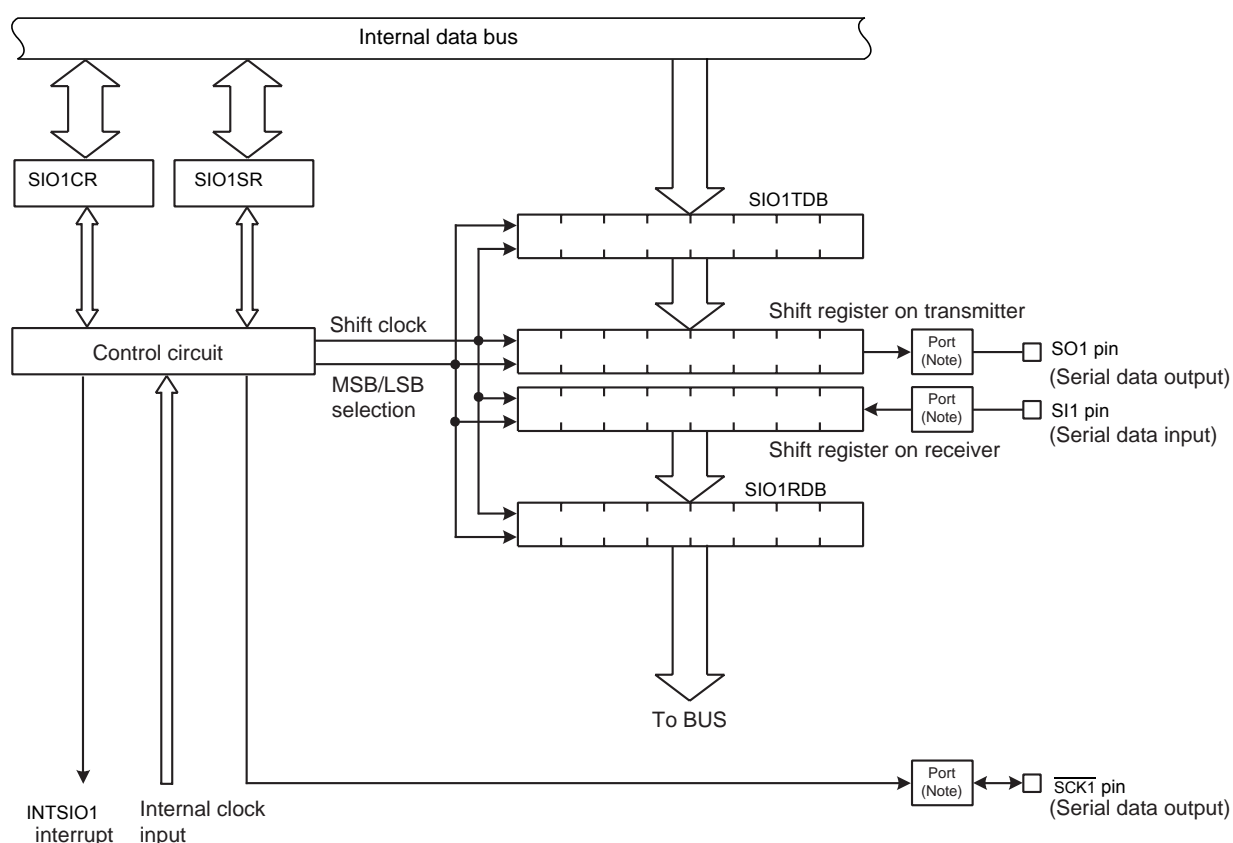 Internal data bus
SIO1CR
SIO1SR
SIO1TDB
Shift register on transmitter
Shift clock
Control circuit
MSB/LSB
selection
Port
(Note)
SO1 pin
(Serial data output)
Port
(Note)
SI1 pin
(Serial data input)
Shift register on receiver
SIO1RDB
To BUS
Port
(Note)
SCK1 pin
(Serial data output)
INTSIO1
interrupt
Internal clock
input